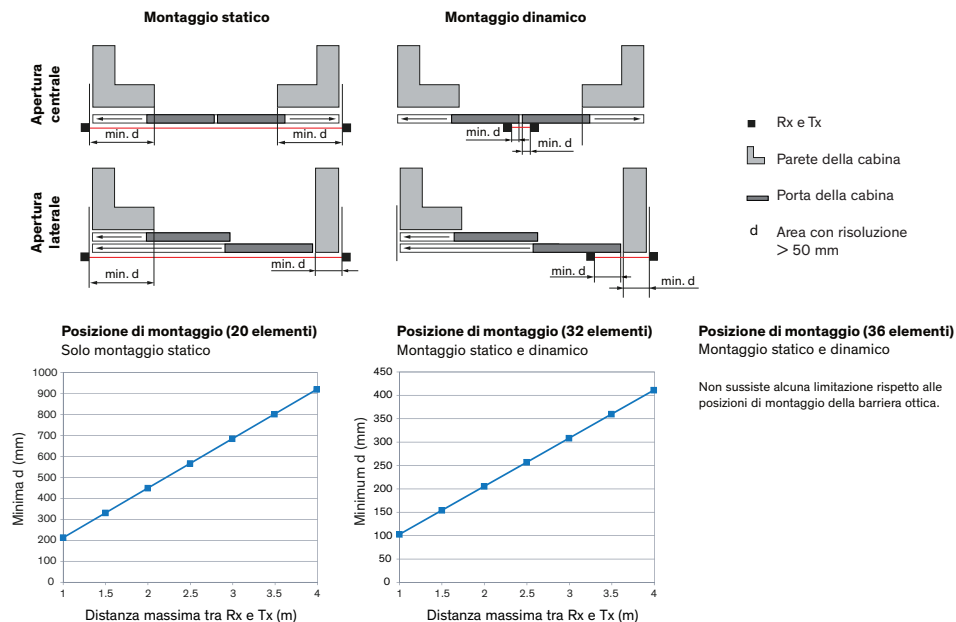 Montaggio statico
Montaggio dinamico
Apertura
centrale
min. d
min. d
min. d
min. d
Apertura
laterale
min. d
min. d
min. d
min. d
Rx e Tx
Parete della cabina
Porta della cabina
d Area con risoluzione
> 50 mm
Posizione di montaggio (20 elementi)
Solo montaggio statico
1000
900
800
700
600
500
400
300
200
100
0
Minima d (mm)
1 1.5 2 2.5 3 3.5 4
Distanza massima tra Rx e Tx (m)
Posizione di montaggio (32 elementi)
Montaggio statico e dinamico
450
400
350
300
250
200
150
100
50
0
Minimum d (mm)
1 1.5 2 2.5 3 3.5 4
Distanza massima tra Rx e Tx (m)
Posizione di montaggio (36 elementi)
Montaggio statico e dinamico
Non sussiste alcuna limitazione rispetto alle
posizioni di montaggio della barriera ottica.